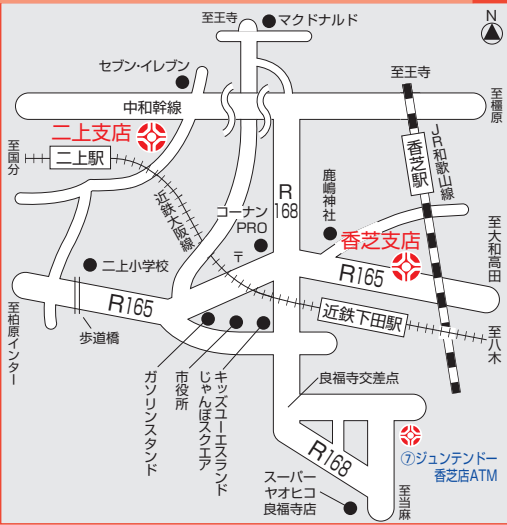 N
至王寺
マクドナルド
セブン・イレブン
至王寺
中和幹線
至橿原
二上支店
至国分
二上駅
近鉄大阪線
R
168
コーナン
PRO
〒
鹿嶋神社
香芝駅
JR和歌山線
香芝支店
R165
至大和高田
二上小学校
R165
歩道橋
至柏原インター
近鉄下田駅
至八木
ガソリンスタンド
市役所
キッズユーエスランド
じゃんぼスクエア
良福寺交差点
R168
スーパー
ヤオヒコ
良福寺店
至当麻
⑦ジュンテンドー
香芝店ATM